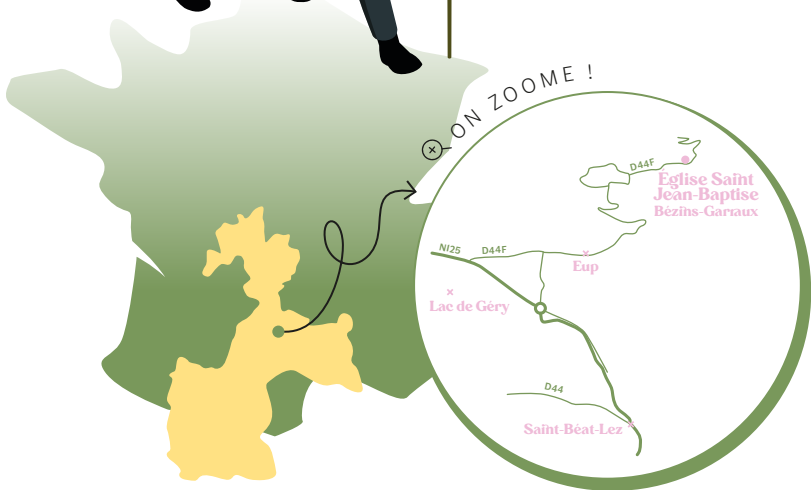 ON ZOOME !
D44F
Église Saint
Jean-Baptise
Bézins-Garraux
N125
D44F
Eup
Lac de Géry
D44
Saint-Béat-Lez